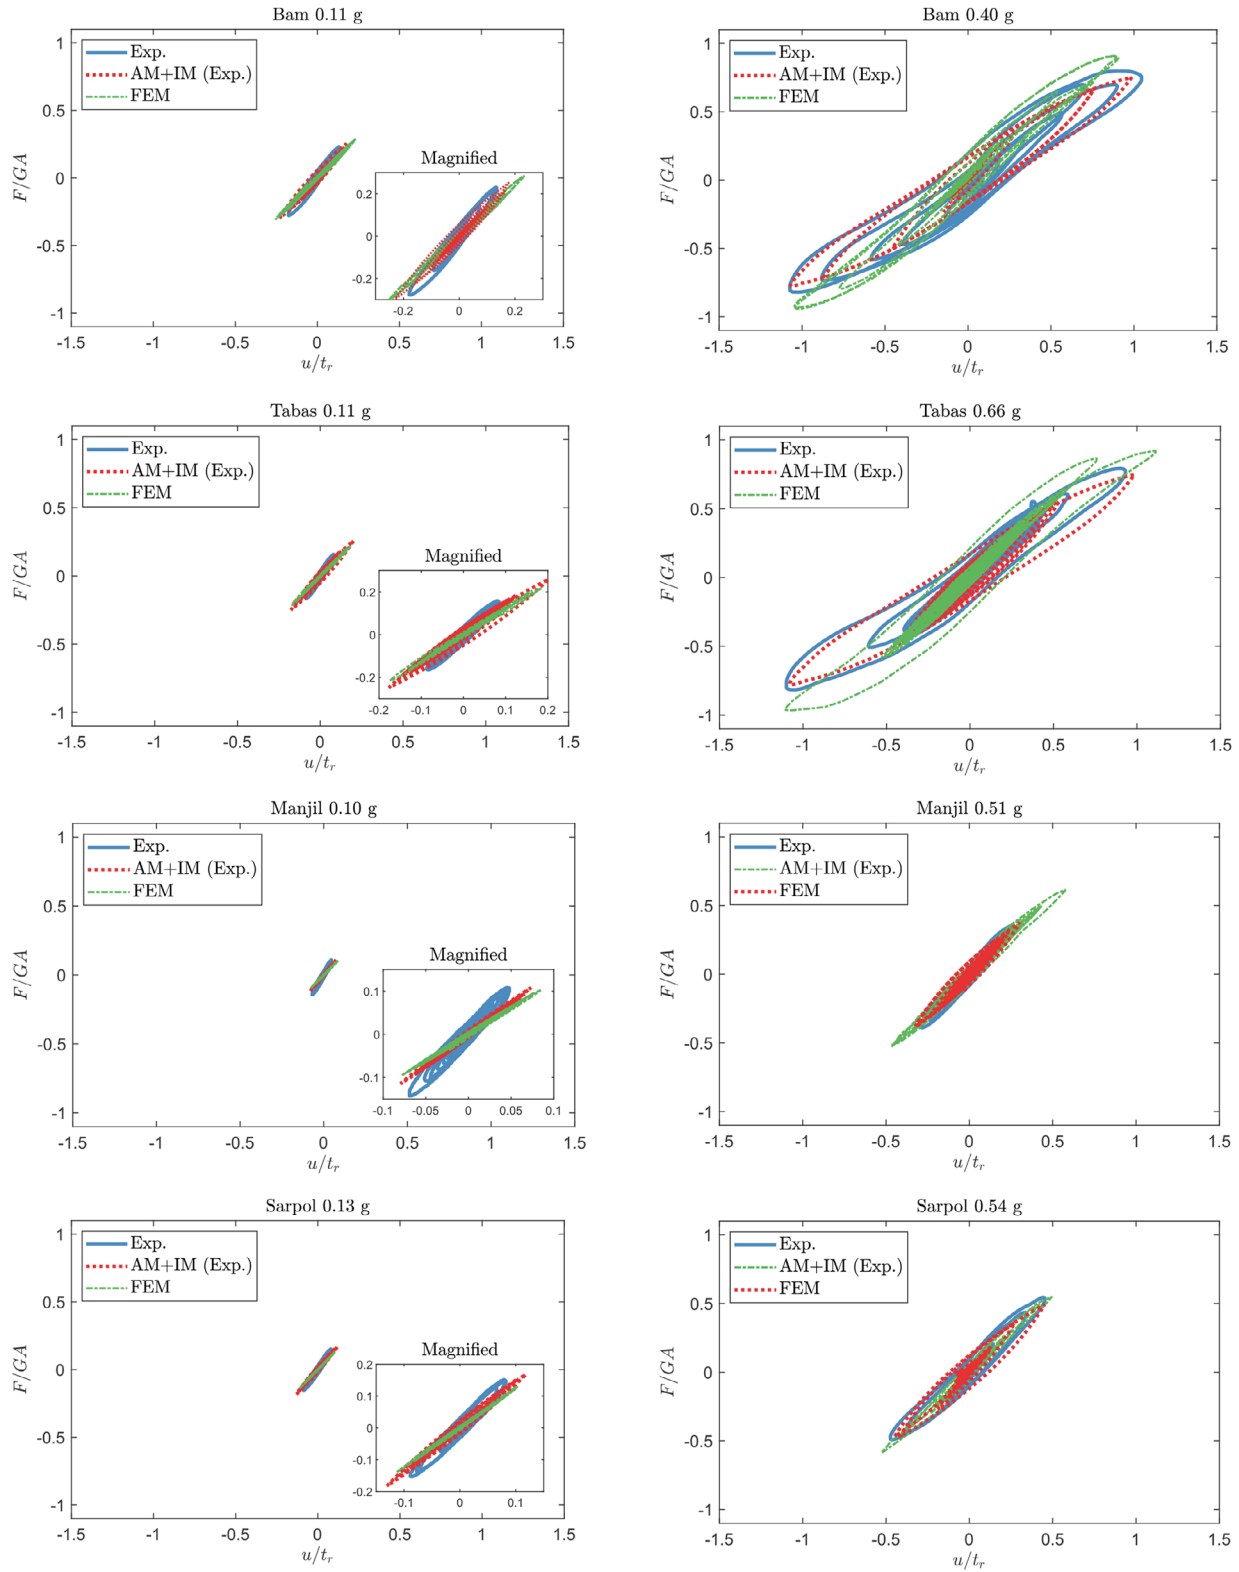 Bam 0.11 g
1
0.5
0
-0.5
-1
F/GA
Exp.
AM+IM (Exp.)
FEM
Magnified
0.2
0
-0.2
-0.2
0
0.2
-1.5
-1
-0.5
0
0.5
1
1.5
u/tr
Bam 0.40 g
1
0.5
0
-0.5
-1
F/GA
Exp.
AM+IM (Exp.)
FEM
-1.5
-1
-0.5
0
0.5
1
1.5
u/tr
Tabas 0.11 g
1
0.5
0
-0.5
-1
F/GA
Exp.
AM+IM (Exp.)
FEM
Magnified
0.2
0
-0.2
-0.2
-0.1
0
0.1
0.2
-1.5
-1
-0.5
0
0.5
1
1.5
u/tr
Tabas 0.66 g
1
0.5
0
-0.5
-1
F/GA
Exp.
AM+IM (Exp.)
FEM
-1.5
-1
-0.5
0
0.5
1
1.5
u/tr
Manjil 0.10 g
1
0.5
0
-0.5
-1
F/GA
Exp.
AM+IM (Exp.)
FEM
Magnified
0.1
0
-0.1
-0.1
-0.05
0
0.05
0.1
-1.5
-1
-0.5
0
0.5
1
1.5
u/tr
Manjil 0.51 g
1
0.5
0
-0.5
-1
F/GA
Exp.
AM+IM (Exp.)
FEM
-1.5
-1
-0.5
0
0.5
1
1.5
u/tr
Sarpol 0.13 g
1
0.5
0
-0.5
-1
F/GA
Exp.
AM+IM (Exp.)
FEM
Magnified
0.2
0.1
0
-0.1
-0.2
-0.1
0
0.1
-1.5
-1
-0.5
0
0.5
1
1.5
u/tr
Sarpol 0.54 g
1
0.5
0
-0.5
-1
F/GA
Exp.
AM+IM (Exp.)
FEM
-1.5
-1
-0.5
0
0.5
1
1.5
u/tr